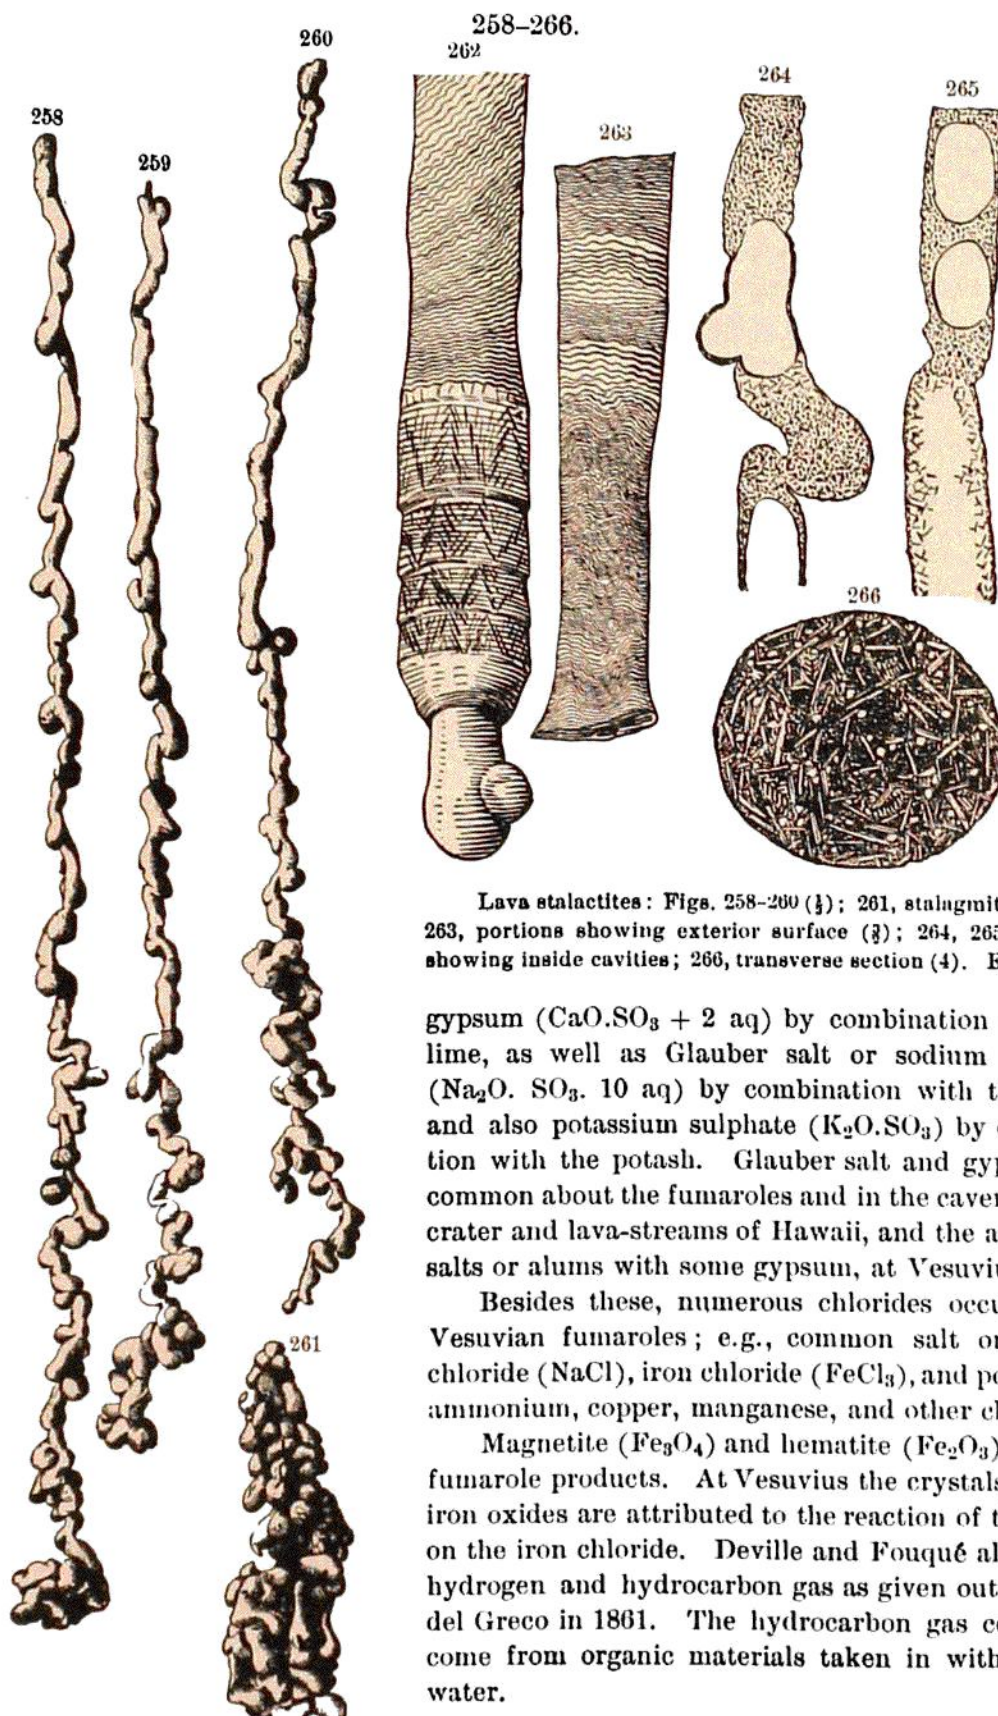 258–266.
260
262
264
265
258
263
259
266
261
Lava stalactites: Figs. 258-260 (⅓); 261, stalagmit
263, portions showing exterior surface (); 264, 265
showing inside cavities; 266, transverse section (4). E
gypsum (CaO.SO₃ + 2 aq) by combination
lime, as well as Glauber salt or sodium
(Na₂O. SO₃. 10 aq) by combination with t
and also potassium sulphate (K₂O.SO₃) by
tion with the potash. Glauber salt and gyp
common about the fumaroles and in the caver
crater and lava-streams of Hawaii, and the a
salts or alums with some gypsum, at Vesuviu
Besides these, numerous chlorides occu
Vesuvian fumaroles; e.g., common salt or
chloride (NaCl), iron chloride (FeCl₃), and po
ammonium, copper, manganese, and other cl
Magnetite (Fe₃O₄) and hematite (Fe₂O₃)
fumarole products. At Vesuvius the crystals
iron oxides are attributed to the reaction of t
on the iron chloride. Deville and Fouqué al
hydrogen and hydrocarbon gas as given out
del Greco in 1861. The hydrocarbon gas co
come from organic materials taken in with
water.